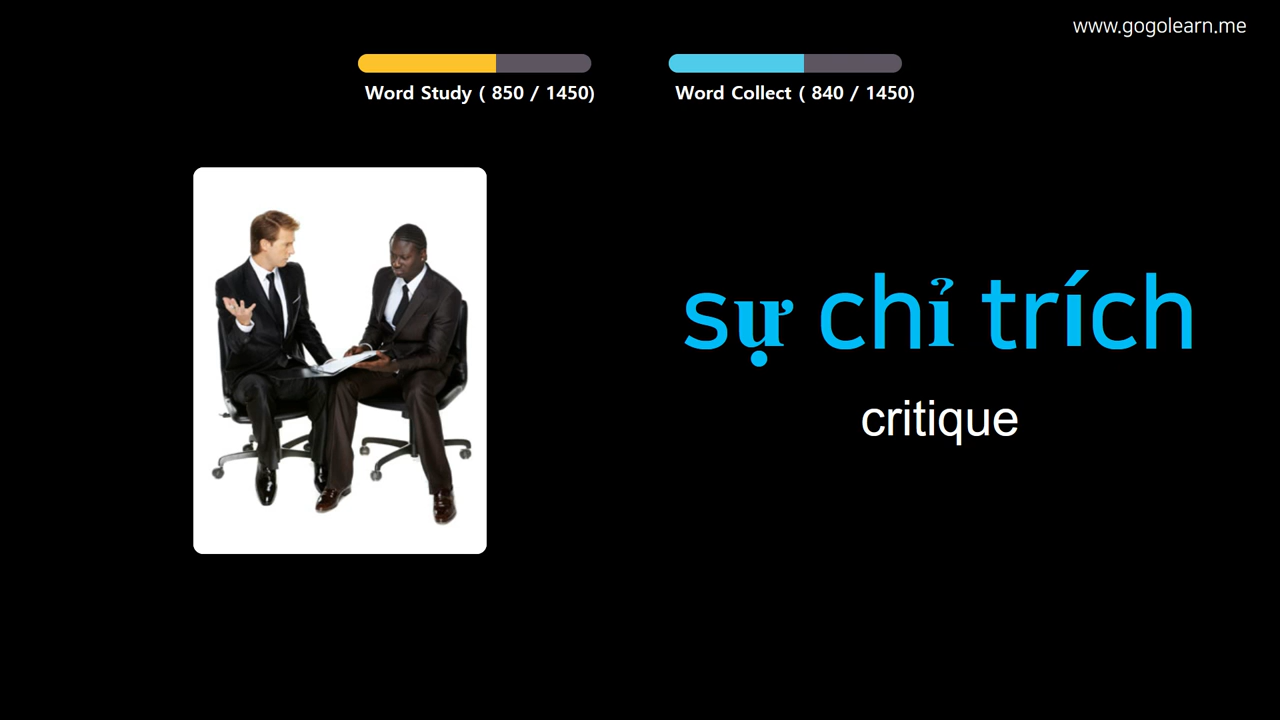 www.gogolearn.me
Word Study ( 850 / 1450)
Word Collect ( 840 / 1450)
sự chỉ trích
critique